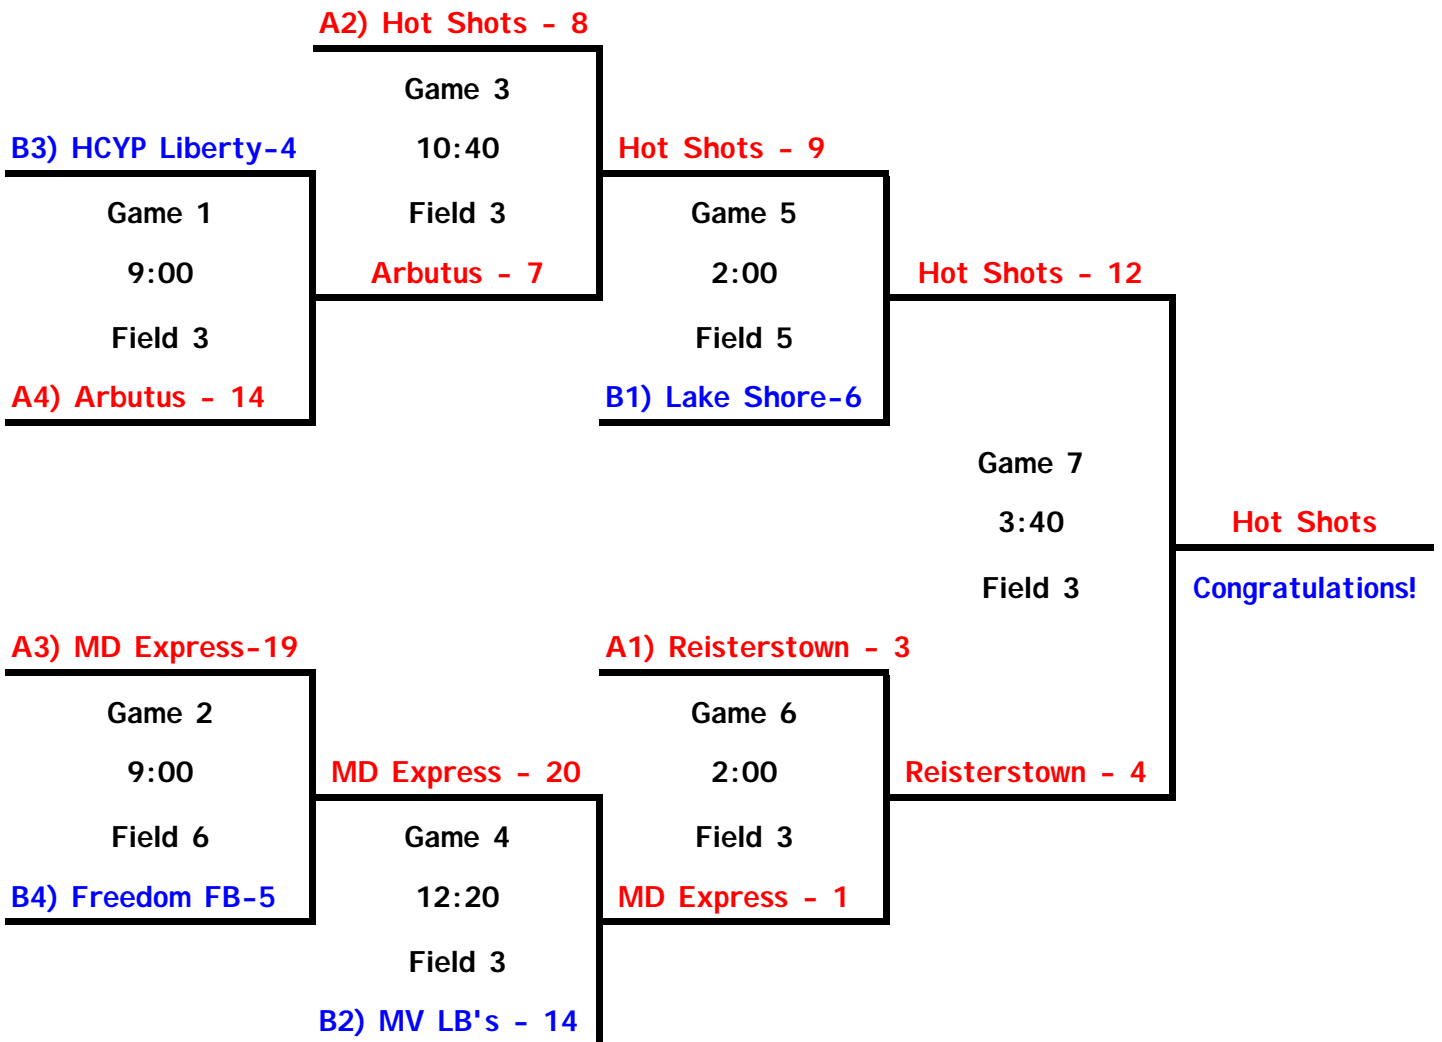 A2) Hot Shots - 8
Game 3
B3) HCYP Liberty-4
10:40
Hot Shots - 9
Game 1
Field 3
Game 5
9:00
Arbutus - 7
2:00
Hot Shots - 12
Field 3
Field 5
A4) Arbutus - 14
B1) Lake Shore-6
Game 7
3:40
Hot Shots
Field 3
Congratulations!
A3) MD Express-19
A1) Reisterstown - 3
Game 2
Game 6
9:00
MD Express - 20
2:00
Reisterstown - 4
Field 6
Game 4
Field 3
B4) Freedom FB-5
12:20
MD Express - 1
Field 3
B2) MV LB's - 14